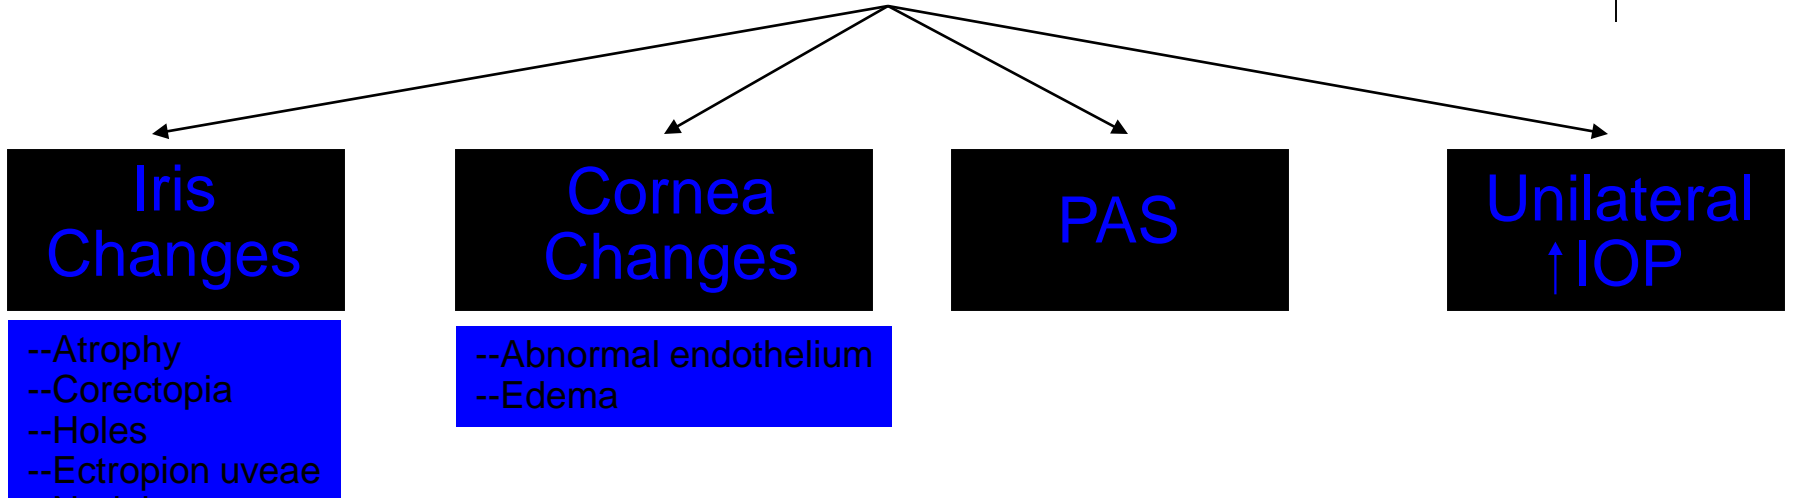 Iris
Changes
Cornea
Changes
PAS
Unilateral
↑IOP
--Atrophy
--Corectopia
--Holes
--Ectropion uveae
--Abnormal endothelium
--Edema